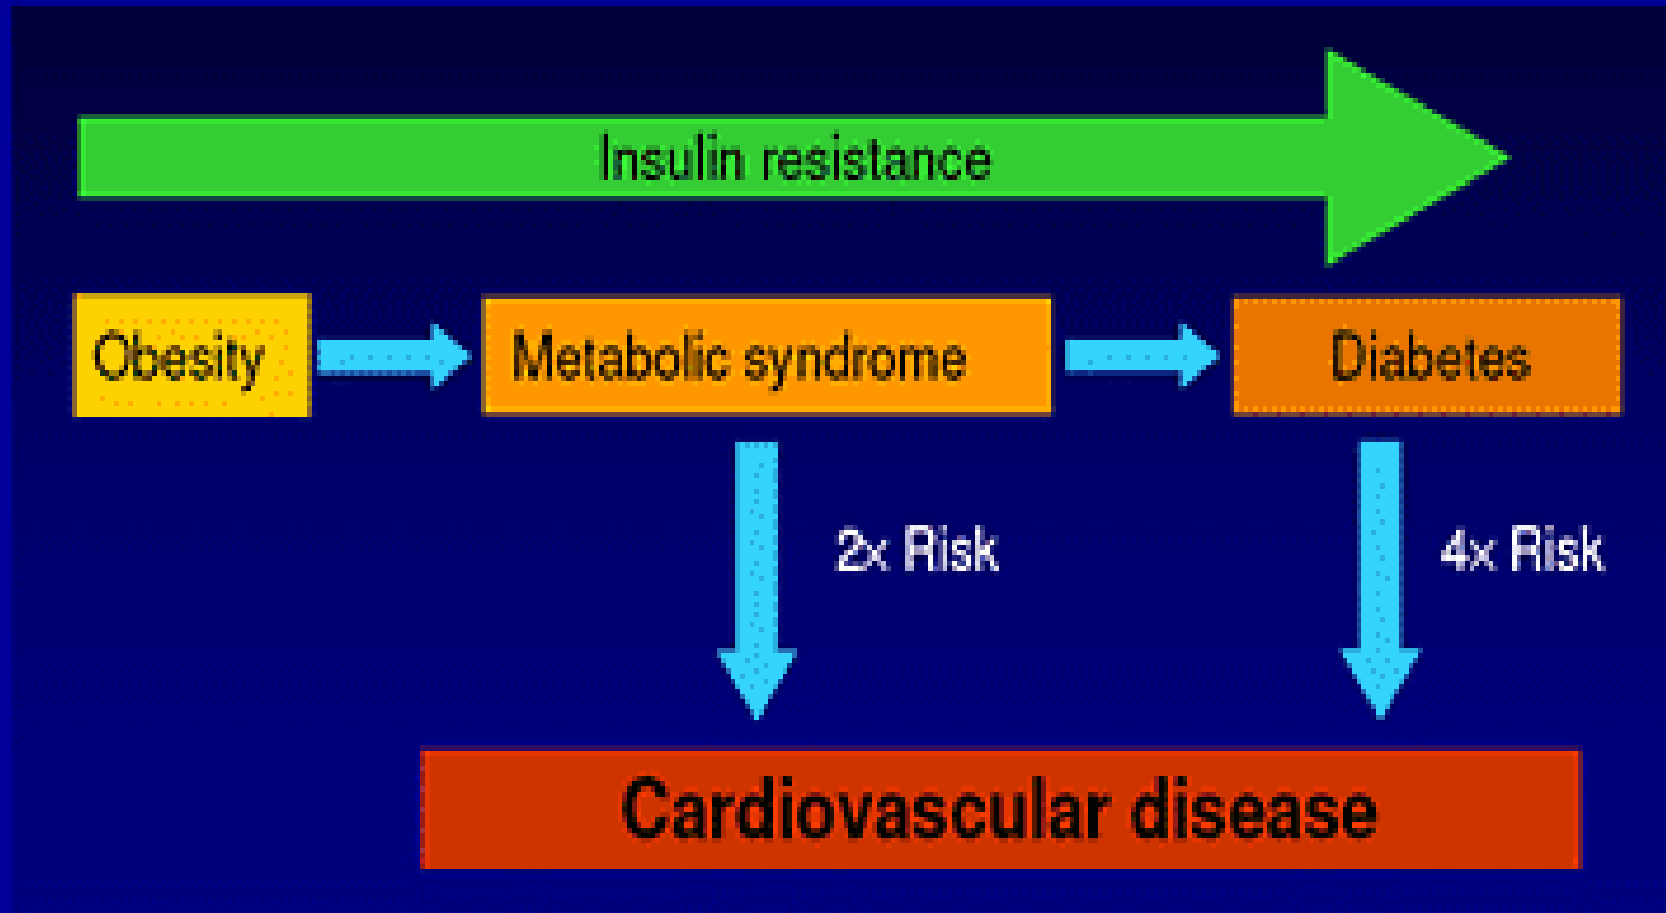 Insulin resistance
Obesity
Metabolic syndrome
Diabetes
2x Risk
4x Risk
Cardiovascular disease